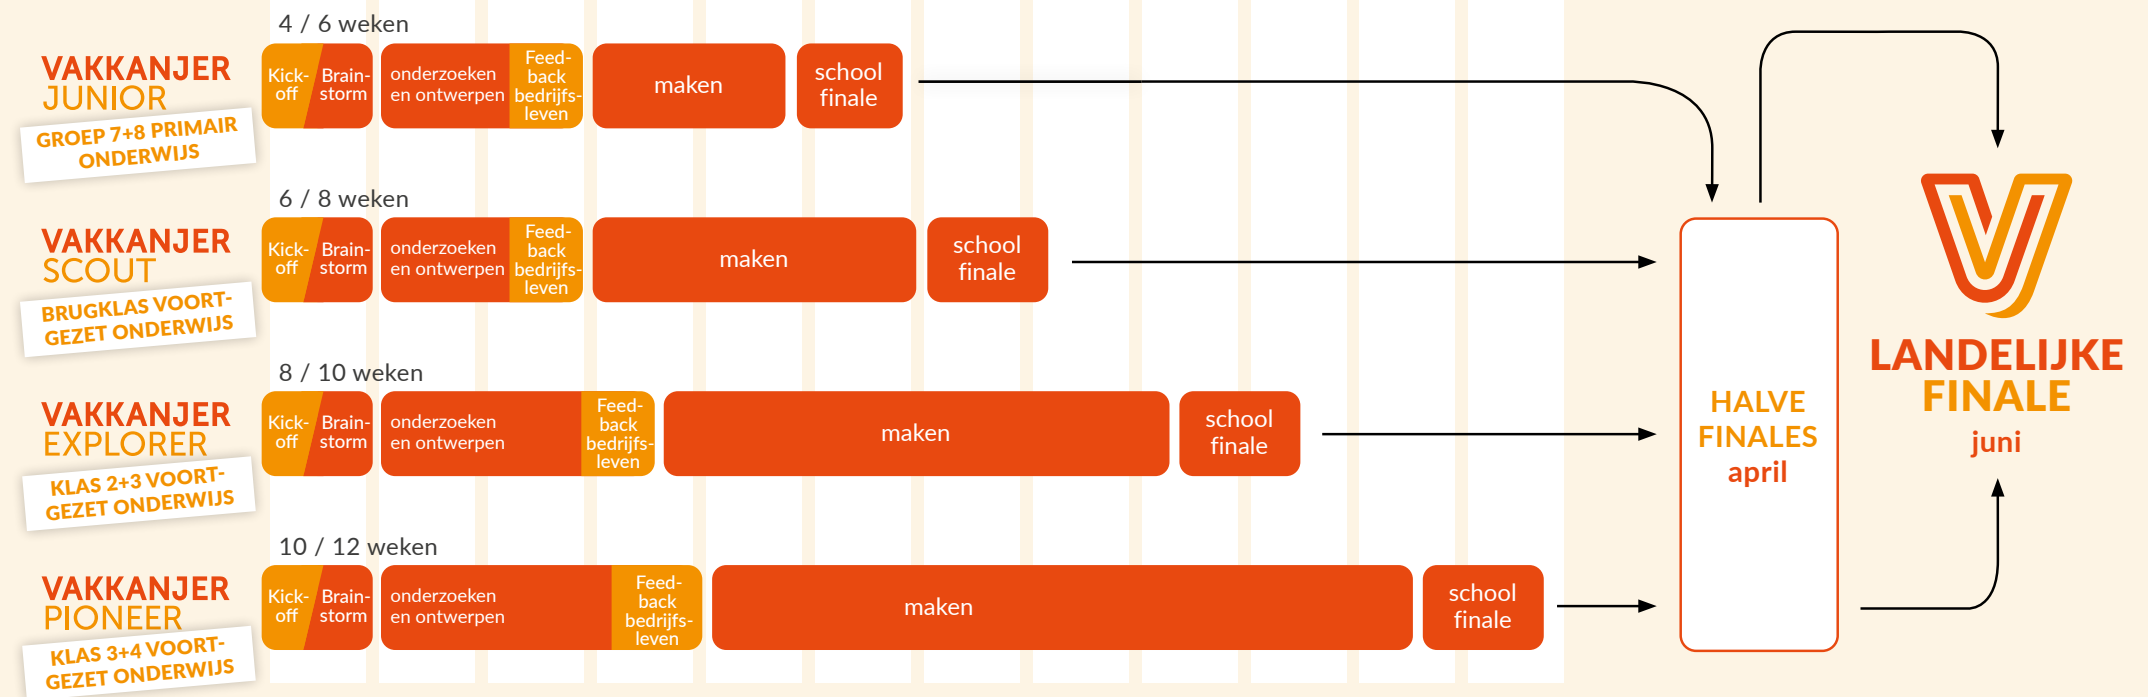 4 / 6 weken
VAKKANJER
JUNIOR
GROEP 7+8 PRIMAIR
ONDERWIJS
Kick-
off
Brain-
storm
onderzoeken
en ontwerpen
Feed-
back
bedrijfs-
leven
maken
school
finale
6 / 8 weken
VAKKANJER
SCOUT
BRUGKLAS VOORT-
GEZET ONDERWIJS
Kick-
off
Brain-
storm
onderzoeken
en ontwerpen
Feed-
back
bedrijfs-
leven
maken
school
finale
8 / 10 weken
VAKKANJER
EXPLORER
KLAS 2+3 VOORT-
GEZET ONDERWIJS
Kick-
off
Brain-
storm
onderzoeken
en ontwerpen
Feed-
back
bedrijfs-
leven
maken
school
finale
10 / 12 weken
VAKKANJER
PIONEER
KLAS 3+4 VOORT-
GEZET ONDERWIJS
Kick-
off
Brain-
storm
onderzoeken
en ontwerpen
Feed-
back
bedrijfs-
leven
maken
school
finale
HALVE
FINALES
april
LANDELIJKE
FINALE
juni